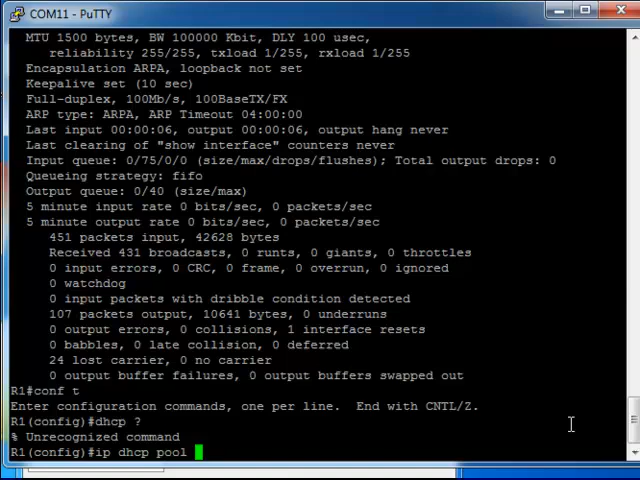 COM11 - PuTTY
MTU 1500 bytes, BW 100000 Kbit, DLY 100 usec,
reliability 255/255, txload 1/255, rxload 1/255
Encapsulation ARPA, loopback not set
Keepalive set (10 sec)
Full-duplex, 100Mb/s, 100BaseTX/FX
ARP type: ARPA, ARP Timeout 04:00:00
Last input 00:00:06, output 00:00:06, output hang never
Last clearing of "show interface" counters never
Input queue: 0/75/0/0 (size/max/drops/flushes); Total output drops: 0
Queueing strategy: fifo
Output queue: 0/40 (size/max)
5 minute input rate 0 bits/sec, 0 packets/sec
5 minute output rate 0 bits/sec, 0 packets/sec
451 packets input, 42628 bytes
Received 431 broadcasts, 0 runts, 0 giants, 0 throttles
0 input errors, 0 CRC, 0 frame, 0 overrun, 0 ignored
0 watchdog
0 input packets with dribble condition detected
107 packets output, 10641 bytes, 0 underruns
0 output errors, 0 collisions, 1 interface resets
0 babbles, 0 late collision, 0 deferred
24 lost carrier, 0 no carrier
0 output buffer failures, 0 output buffers swapped out
R1#conf t
Enter configuration commands, one per line.  End with CNTL/Z.
R1(config)#dhcp ?
% Unrecognized command
R1(config)#ip dhcp pool